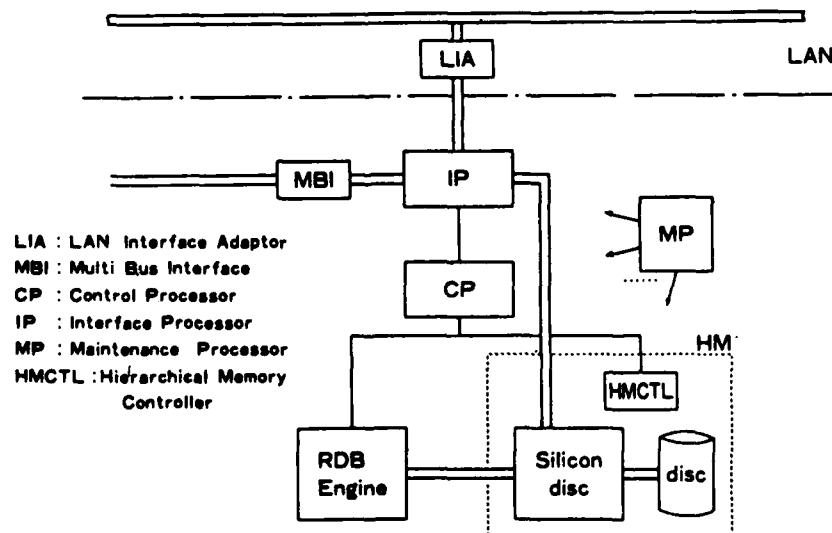 LIA
LAN
MBI
IP
MP
LIA : LAN Interface Adaptor
MBI : Multi Bus Interface
CP : Control Processor
IP : Interface Processor
MP : Maintenance Processor
HMCTL : Hierarchical Memory
Controller
CP
HM
HMCTL
RDB
Engine
Silicon
disc
disc